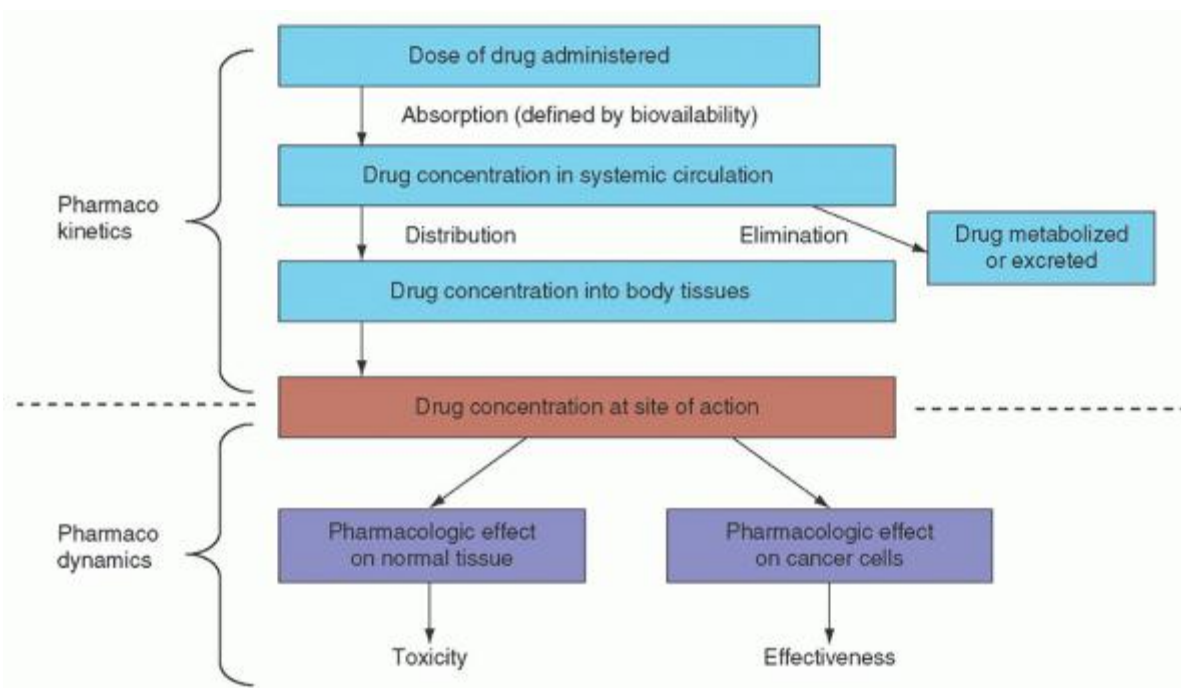 Dose of drug administered
Absorption (defined by biovailability)
Drug concentration in systemic circulation
Pharmaco
kinetics
Distribution
Elimination
Drug metabolized
or excreted
Drug concentration into body tissues
Drug concentration at site of action
Pharmaco
dynamics
Pharmacologic effect
on normal tissue
Pharmacologic effect
on cancer cells
Toxicity
Effectiveness